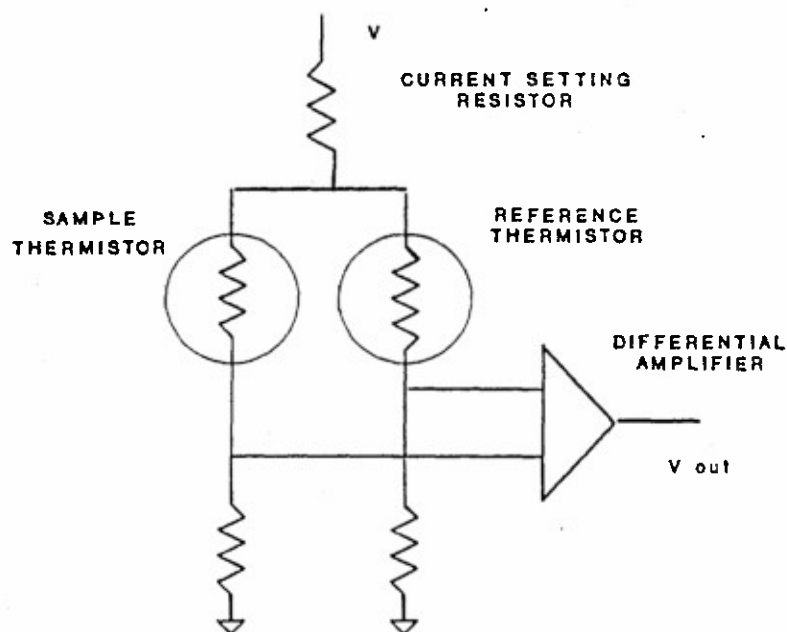 V
CURRENT SETTING
RESISTOR
SAMPLE
THERMISTOR
REFERENCE
THERMISTOR
DIFFERENTIAL
AMPLIFIER
V out